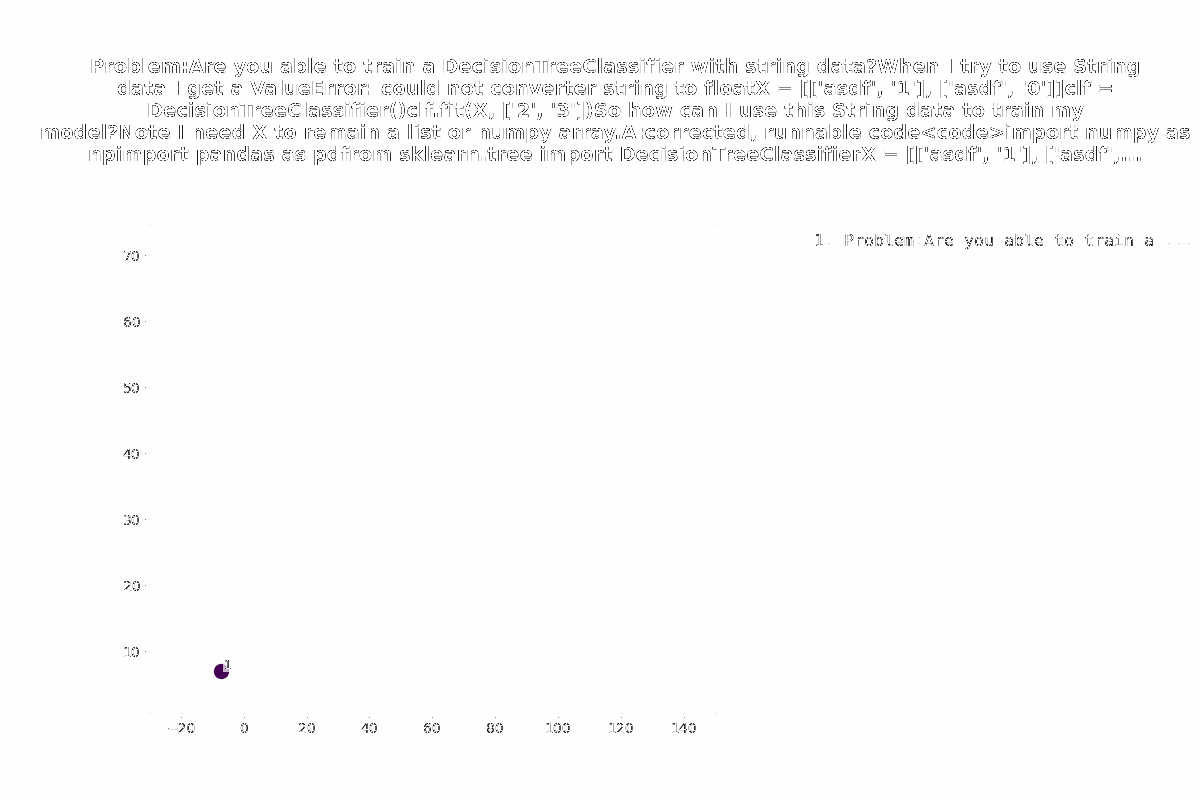 Problem:Are you able to train a DecisionTreeClassifier with string data?When I try to use String
data I get a ValueError: could not converter string to floatX = [['asdf', '1'], ['asdf', '0']]clf =
DecisionTreeClassifier()clf.fit(X, ['2', '3'])So how can I use this String data to train my
model?Note I need X to remain a list or numpy array.A:corrected, runnable code<code>import numpy as
npimport pandas as pdfrom sklearn.tree import DecisionTreeClassifierX = [['asdf', '1'], ['asdf',....
1. Problem:Are you able to train a ...
70
60
50
40
30
20
10
1
−20 0 20 40 60 80 100 120 140